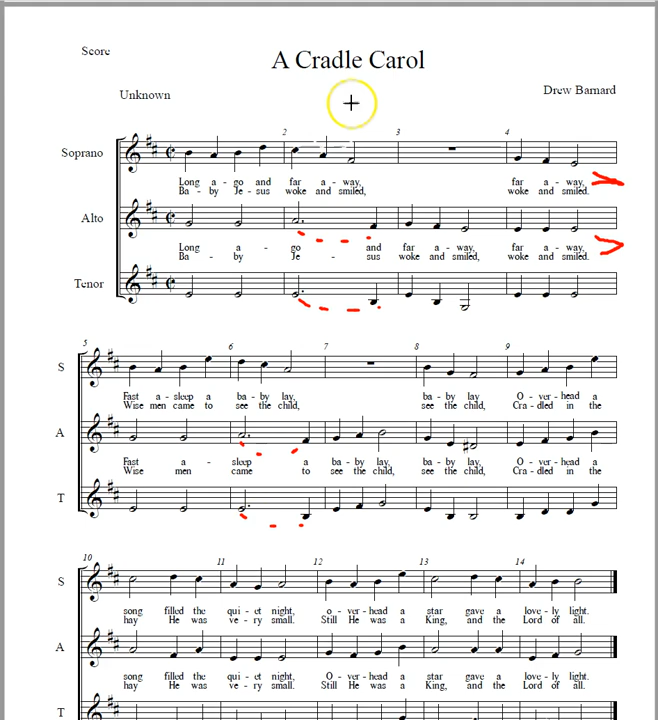 Score
A Cradle Carol
Unknown
Drew Barnard
2 3 4
Soprano
Long a - go and far a - way, far a - way,
Ba - by Je - sus woke and smiled, woke and smiled.
Alto
Long a - go and far a - way, far a - way,
Ba - by Je - sus woke and smiled, woke and smiled.
Tenor
5 6 7 8 9
S
Fast a - sleep a ba - by lay, ba - by lay O - ver - head a
Wise men came to see the child, see the child, Cra - dled in the
A
Fast a - sleep a ba - by lay, ba - by lay, O - ver - head a
Wise men came to see the child, see the child, Cra - dled in the
T
10 11 12 13 14
S
song filled the qui - et night, o - ver - head a star gave a love - ly light.
hay He was ve - ry small. Still He was a King, and the Lord of all.
A
song filled the qui - et night, O - ver - head a star gave a love - ly light.
hay He was ve - ry small. Still He was a King, and the Lord of all.
T